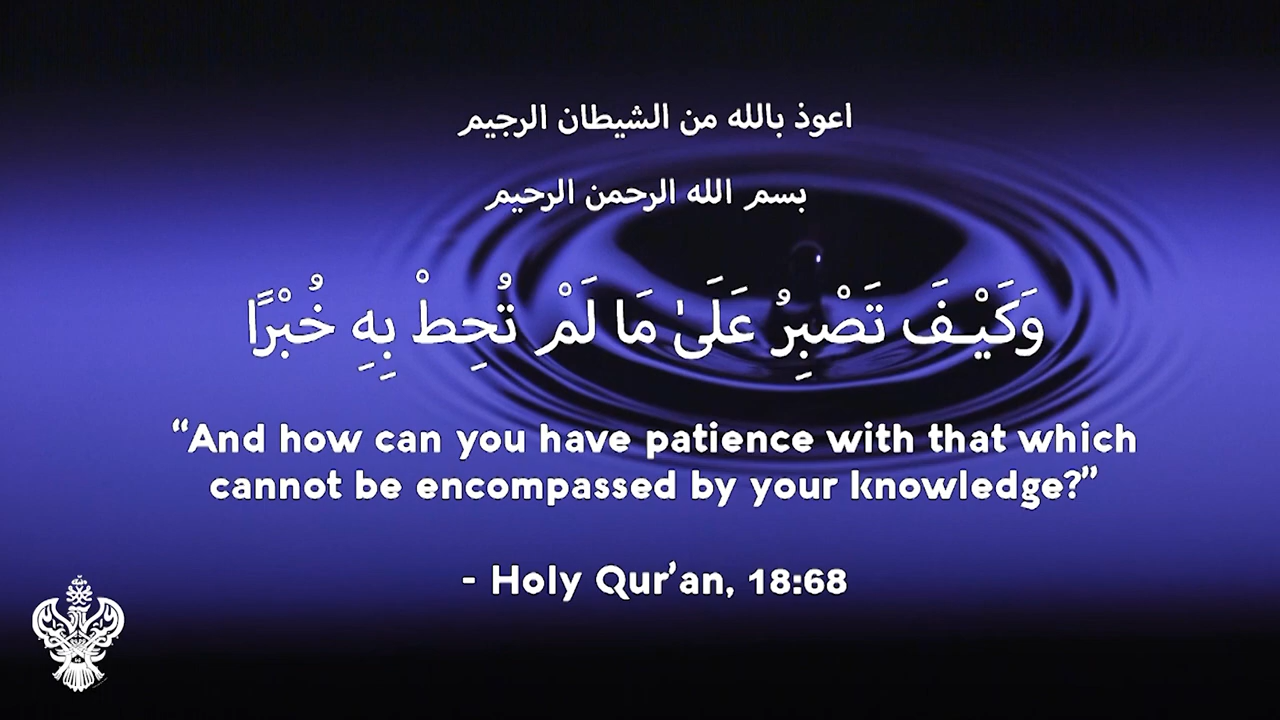 اعوذ بالله من الشيطان الرجيم
بسم الله الرحمن الرحيم
وَكَيْفَ تَصْبِرُ عَلَىٰ مَا لَمْ تُحِطْ بِهِ خُبْرًا
“And how can you have patience with that which
cannot be encompassed by your knowledge?”
- Holy Qur’an, 18:68